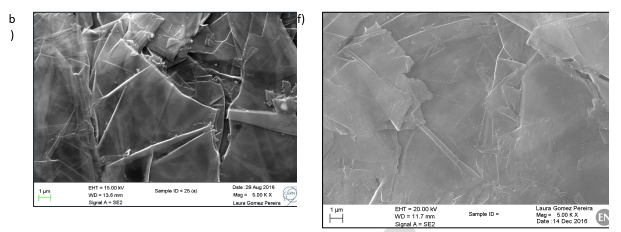 b
)
1 µm
EHT = 15.00 kV
WD = 13.6 mm
Signal A = SE2
Sample ID = 25 (a)
Date :29 Aug 2016
Mag = 5.00 K X
Laura Gomez Pereira
f)
1 µm
EHT = 20.00 kV
WD = 11.7 mm
Signal A = SE2
Sample ID =
Laura Gomez Pereira
Mag = 5.00 K X
Date :14 Dec 2016
EN